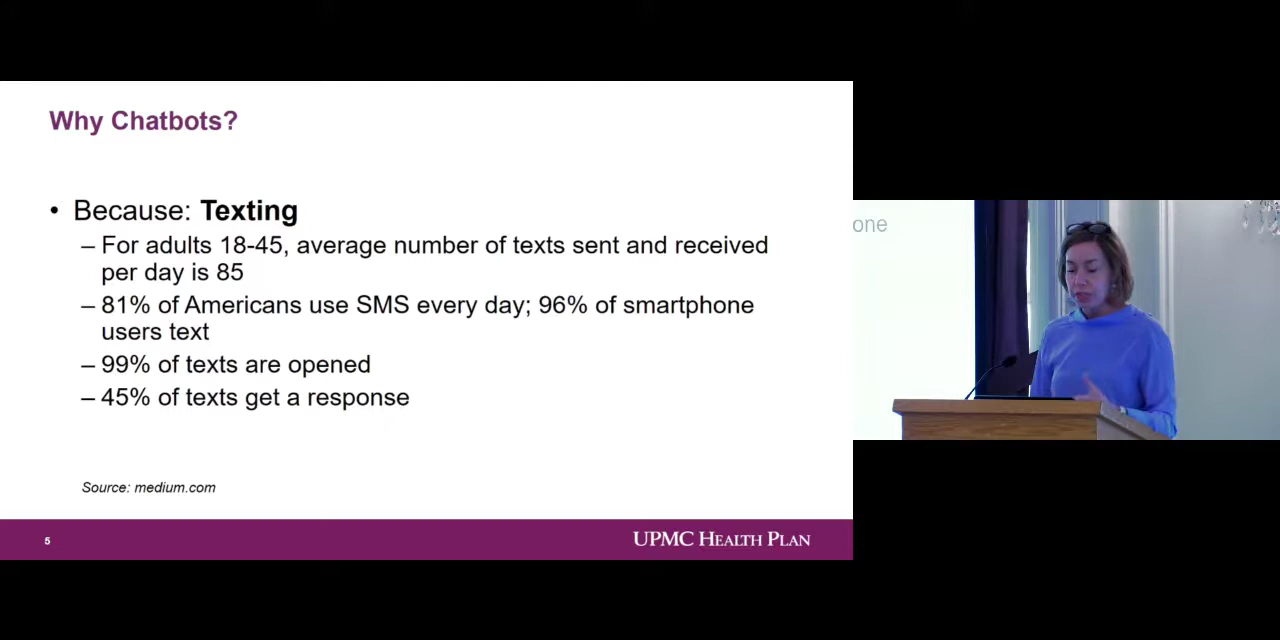 Why Chatbots?
• Because: Texting
– For adults 18-45, average number of texts sent and received
per day is 85
– 81% of Americans use SMS every day; 96% of smartphone
users text
– 99% of texts are opened
– 45% of texts get a response
Source: medium.com
5
UPMC HEALTH PLAN
one